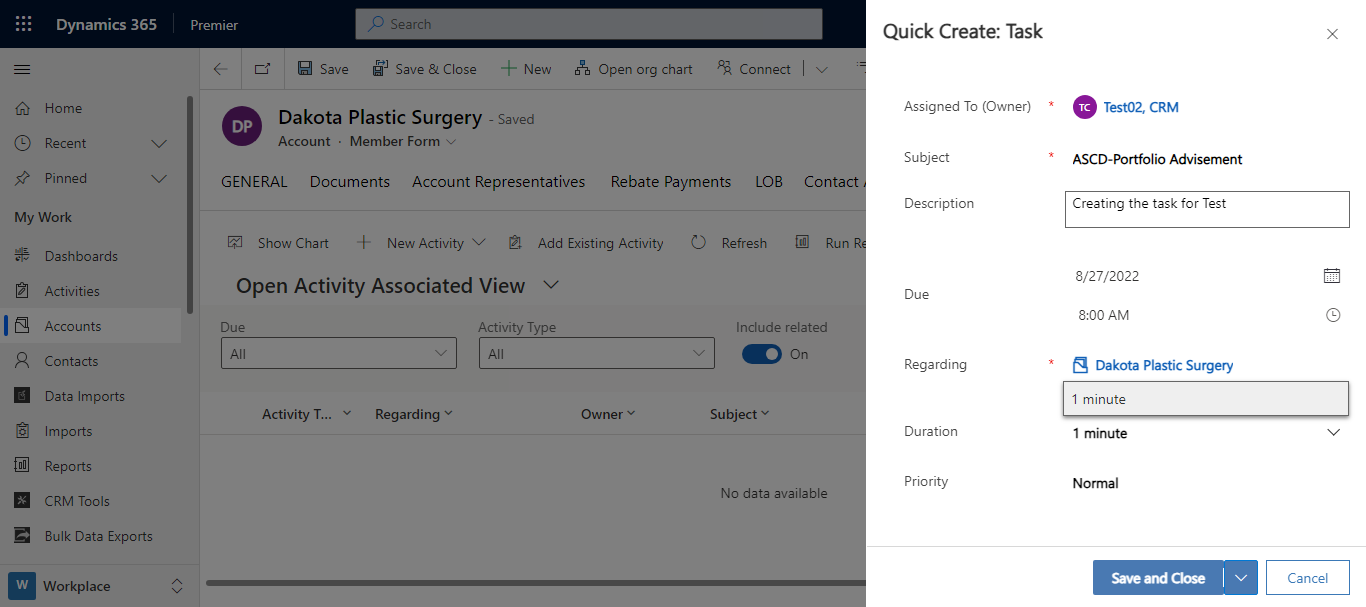 Dynamics 365
Premier
Search
Home
Recent
Pinned
My Work
Dashboards
Activities
Accounts
Contacts
Data Imports
Imports
Reports
CRM Tools
Bulk Data Exports
W Workplace
Save
Save & Close
New
Open org chart
Connect
DP
Dakota Plastic Surgery - Saved
Account · Member Form
GENERAL Documents Account Representatives Rebate Payments LOB Contact
Show Chart New Activity Add Existing Activity Refresh Run Re
Open Activity Associated View
Due
All
Activity Type
All
Include related
On
Activity T... Regarding Owner Subject
No data available
Quick Create: Task
Assigned To (Owner) * TC Test02, CRM
Subject * ASCD-Portfolio Advisement
Description Creating the task for Test
Due
8/27/2022
8:00 AM
Regarding * Dakota Plastic Surgery
1 minute
Duration 1 minute
Priority Normal
Save and Close
Cancel